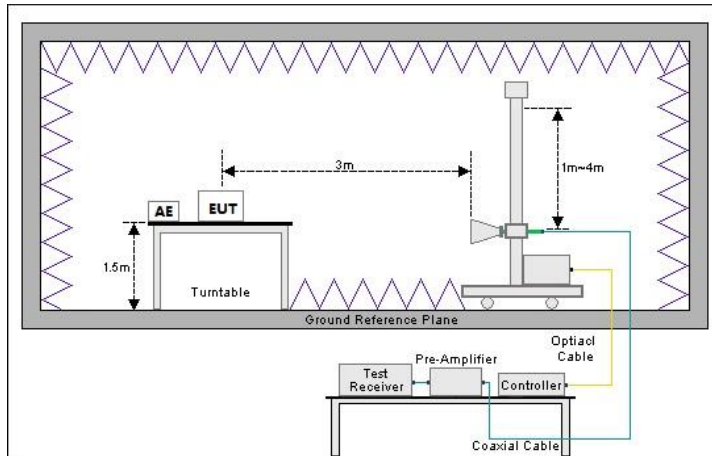 3m
1m~4m
AE
EUT
1.5m
Turntable
Ground Reference Plane
Optiacl
Cable
Pre-Amplifier
Test
Receiver
Controller
Coaxial Cable